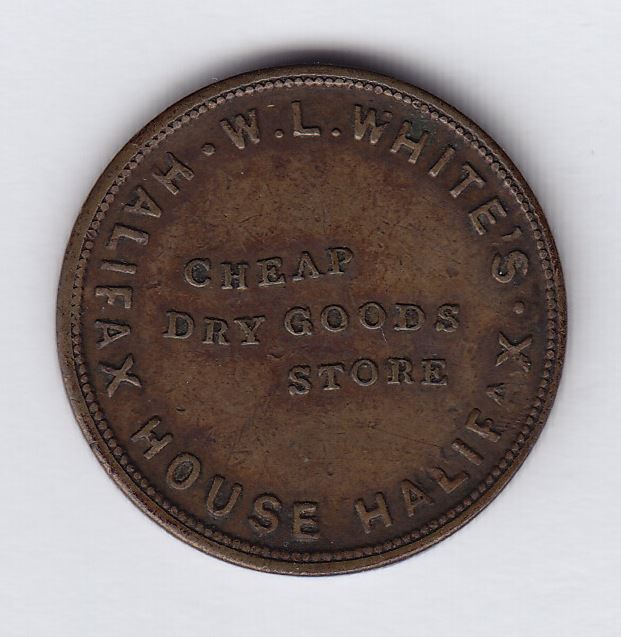 W.L.WHITE'S.
HALIFAX HOUSE HALIFAX.
CHEAP
DRY GOODS
STORE